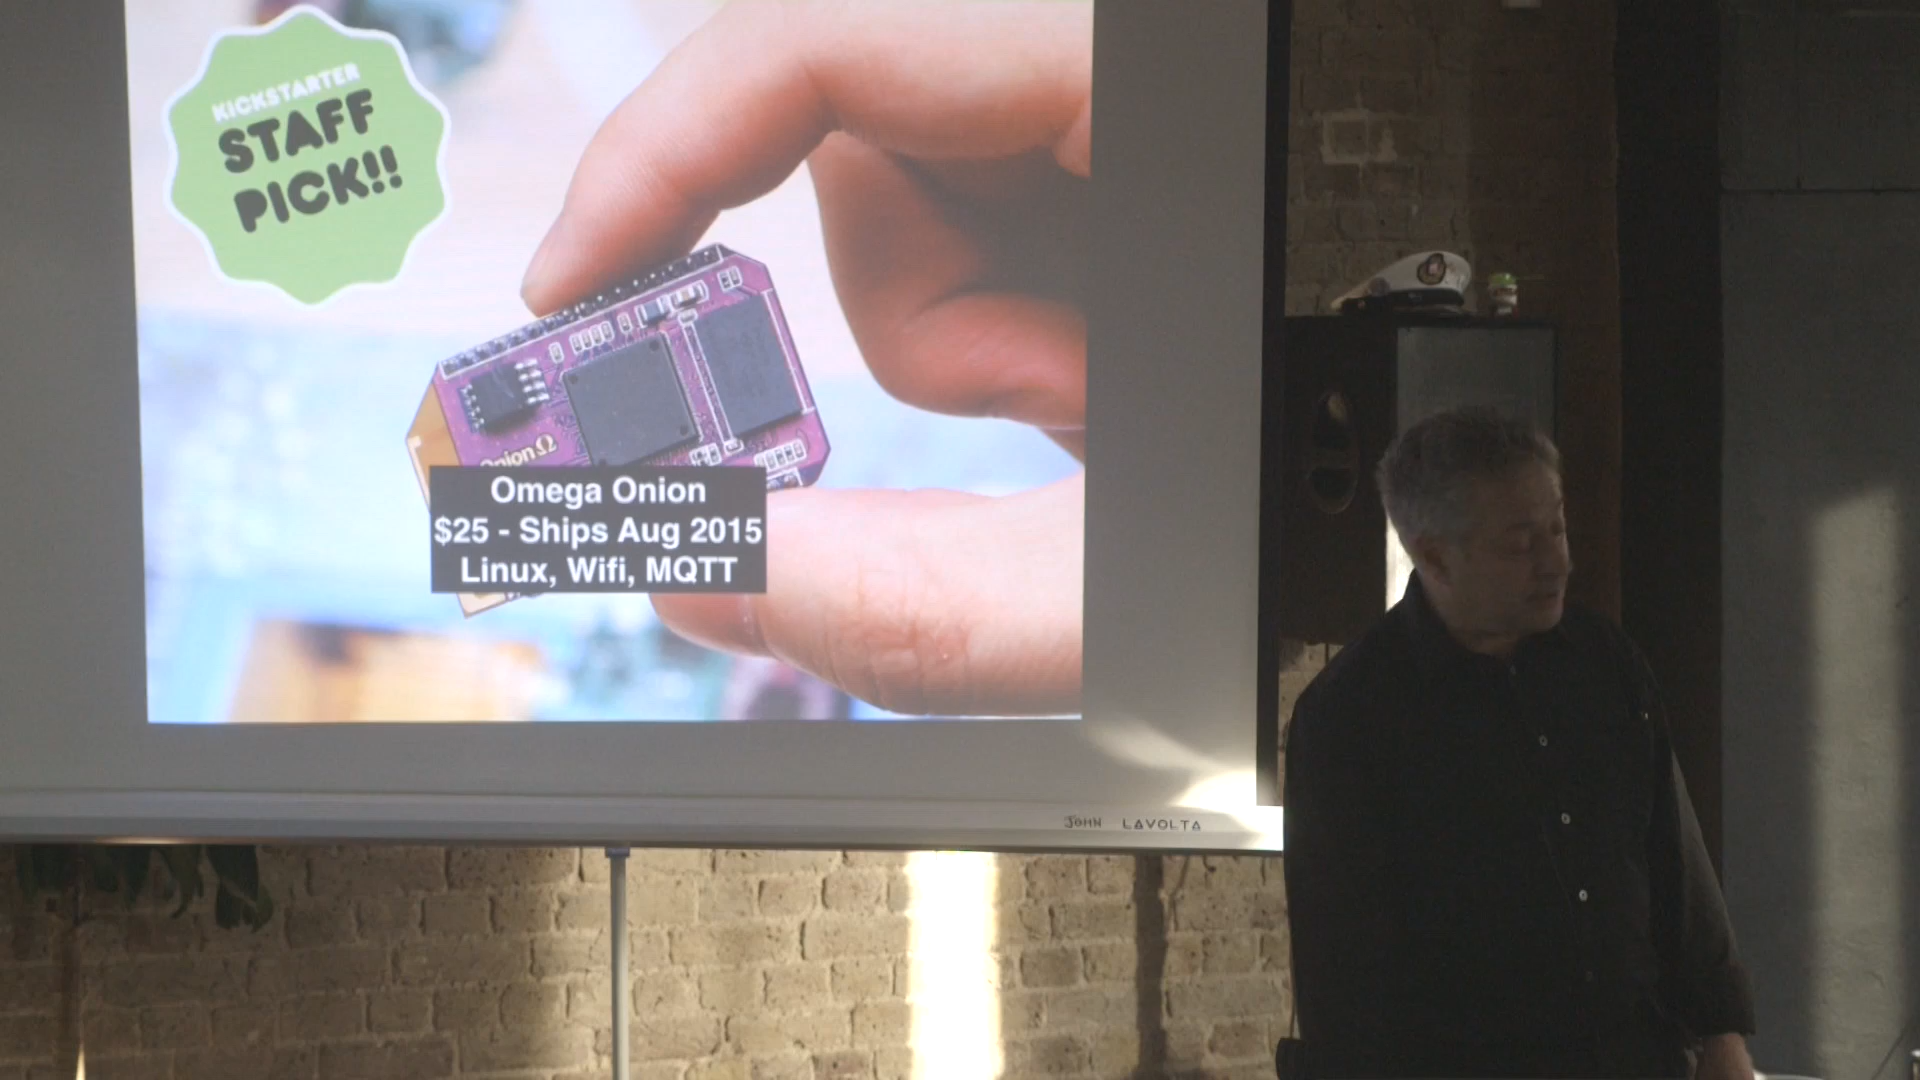 KICKSTARTER
STAFF
PICK!!
Onion Ω
Omega Onion
$25 - Ships Aug 2015
Linux, Wifi, MQTT
JOHN LAVOLTA